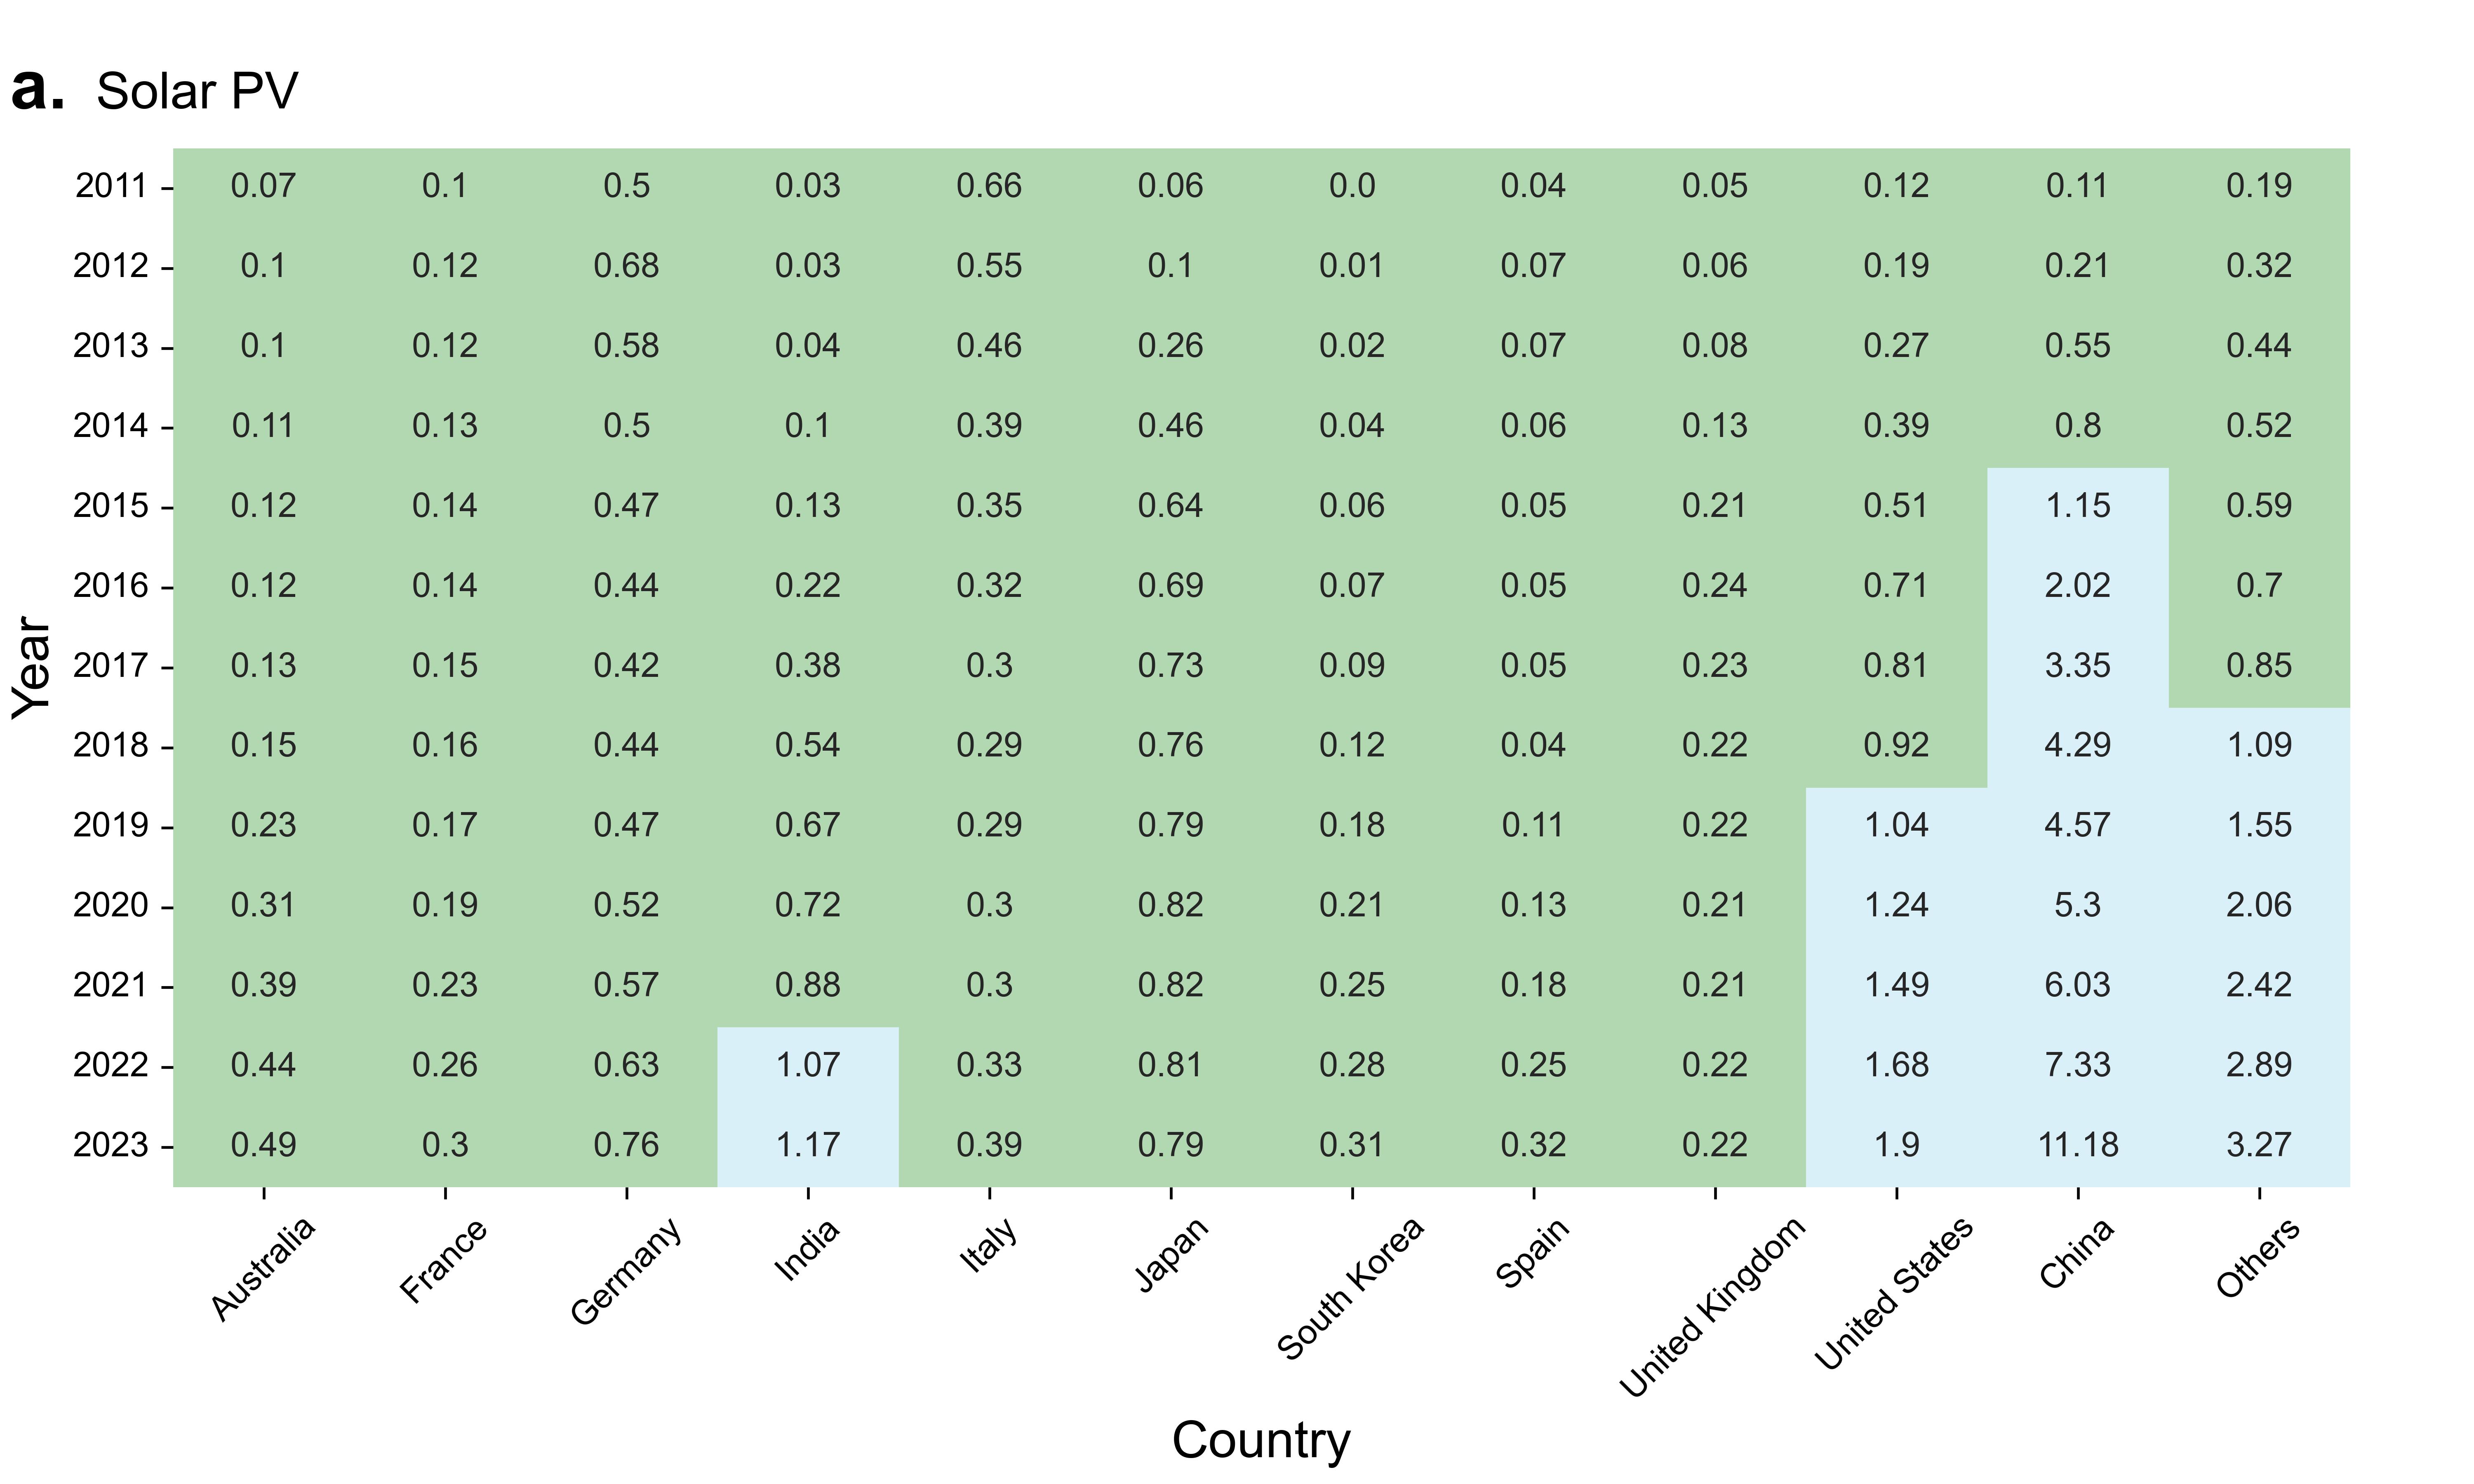 a. Solar PV
2011 0.07 0.1 0.5 0.03 0.66 0.06 0.0 0.04 0.05 0.12 0.11 0.19
2012 0.1 0.12 0.68 0.03 0.55 0.1 0.01 0.07 0.06 0.19 0.21 0.32
2013 0.1 0.12 0.58 0.04 0.46 0.26 0.02 0.07 0.08 0.27 0.55 0.44
2014 0.11 0.13 0.5 0.1 0.39 0.46 0.04 0.06 0.13 0.39 0.8 0.52
2015 0.12 0.14 0.47 0.13 0.35 0.64 0.06 0.05 0.21 0.51 1.15 0.59
2016 0.12 0.14 0.44 0.22 0.32 0.69 0.07 0.05 0.24 0.71 2.02 0.7
2017 0.13 0.15 0.42 0.38 0.3 0.73 0.09 0.05 0.23 0.81 3.35 0.85
2018 0.15 0.16 0.44 0.54 0.29 0.76 0.12 0.04 0.22 0.92 4.29 1.09
2019 0.23 0.17 0.47 0.67 0.29 0.79 0.18 0.11 0.22 1.04 4.57 1.55
2020 0.31 0.19 0.52 0.72 0.3 0.82 0.21 0.13 0.21 1.24 5.3 2.06
2021 0.39 0.23 0.57 0.88 0.3 0.82 0.25 0.18 0.21 1.49 6.03 2.42
2022 0.44 0.26 0.63 1.07 0.33 0.81 0.28 0.25 0.22 1.68 7.33 2.89
2023 0.49 0.3 0.76 1.17 0.39 0.79 0.31 0.32 0.22 1.9 11.18 3.27
Year
Australia France Germany India Italy Japan South Korea Spain United Kingdom United States China Others
Country